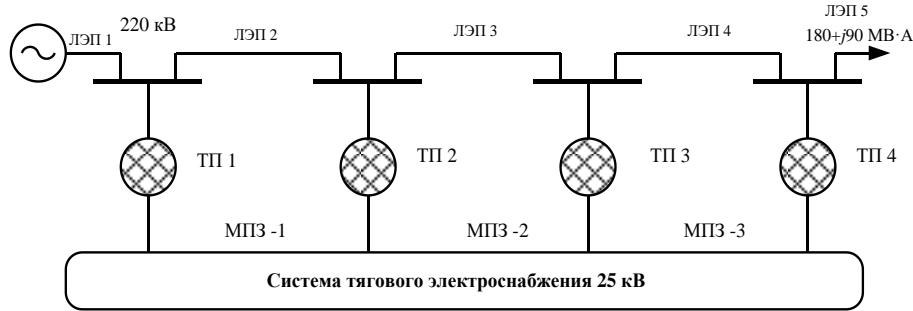 ЛЭП 1
220 кВ
ЛЭП 2
ЛЭП 3
ЛЭП 4
ЛЭП 5
180+j90 МВ·А
ТП 1
ТП 2
ТП 3
ТП 4
МПЗ -1
МПЗ -2
МПЗ -3
Система тягового электроснабжения 25 кВ